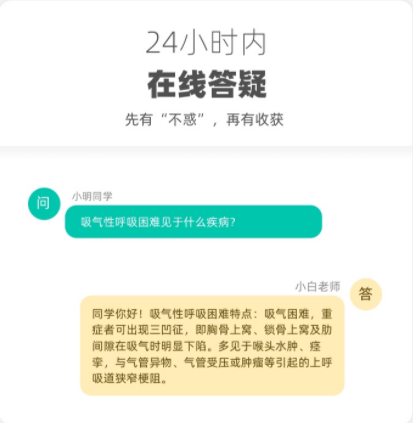 24小时内
在线答疑
先有“不惑”，再有收获
问
小明同学
吸气性呼吸困难见于什么疾病？
小白老师
答
同学你好！吸气性呼吸困难特点：吸气困难，重
症者可出现三凹征，即胸骨上窝、锁骨上窝及肋
间隙在吸气时明显下陷。多见于喉头水肿、痉
挛，与气管异物、气管受压或肿瘤等引起的上呼
吸道狭窄梗阻。